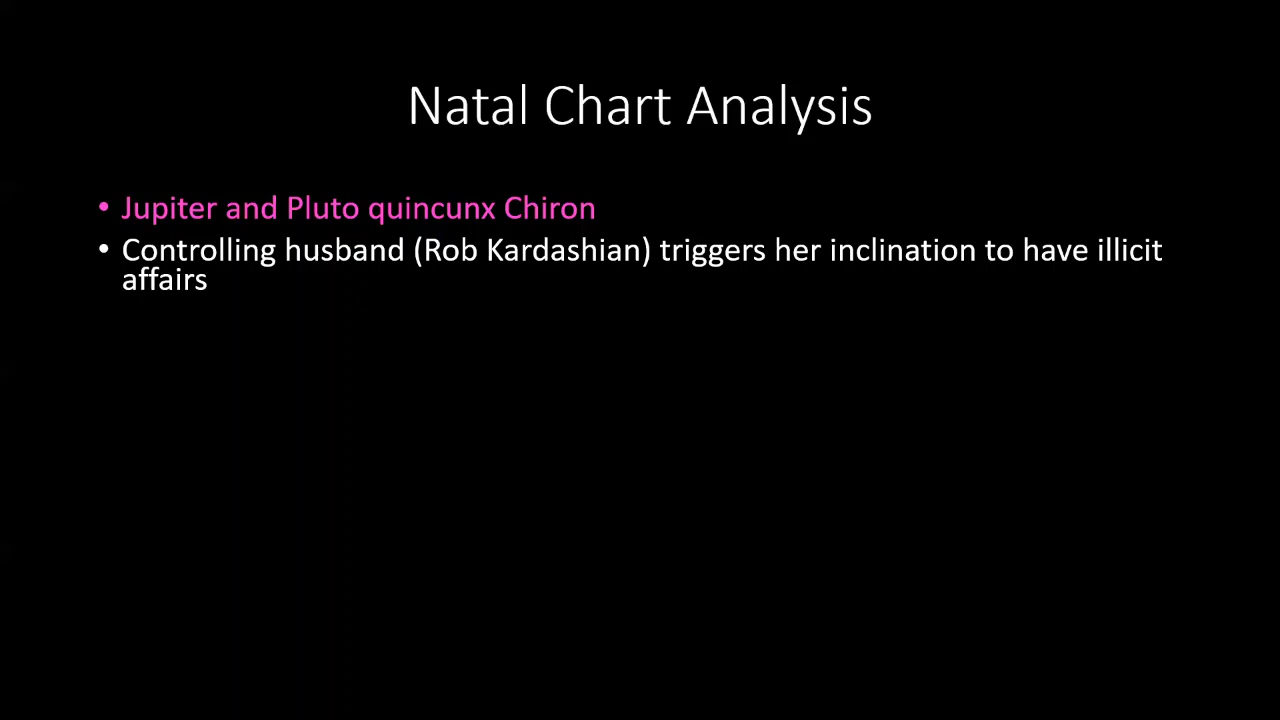 Natal Chart Analysis
• Jupiter and Pluto quincunx Chiron
• Controlling husband (Rob Kardashian) triggers her inclination to have illicit
affairs